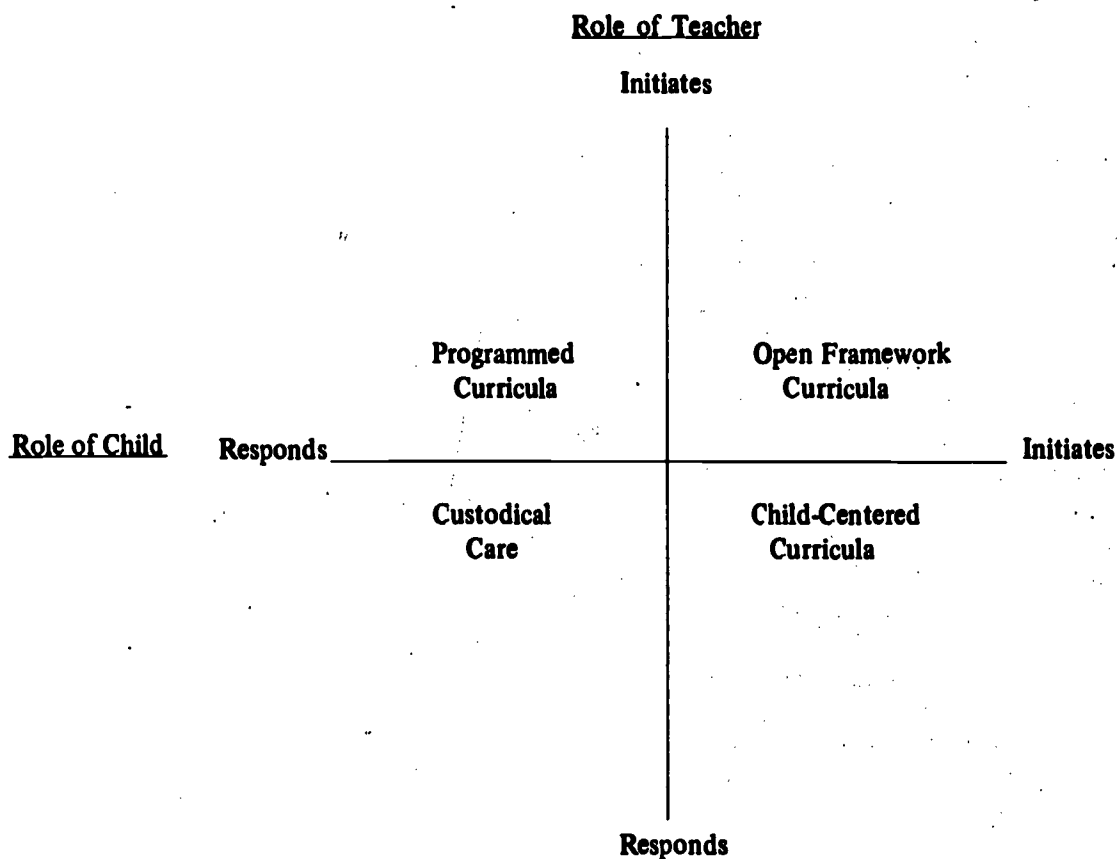 Role of Teacher
Initiates
Programmed
Curricula
Open Framework
Curricula
Role of Child
Responds
Initiates
Custodical
Care
Child-Centered
Curricula
Responds